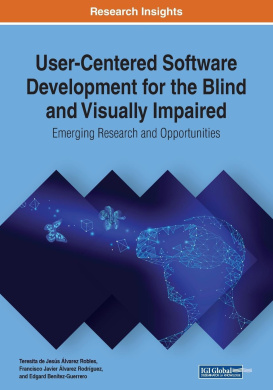 Research Insights
User-Centered Software
Development for the Blind
and Visually Impaired
Emerging Research and Opportunities
Teresita de Jesús Álvarez Robles,
Francisco Javier Álvarez Rodríguez,
and Edgard Benítez-Guerrero
IGI Global